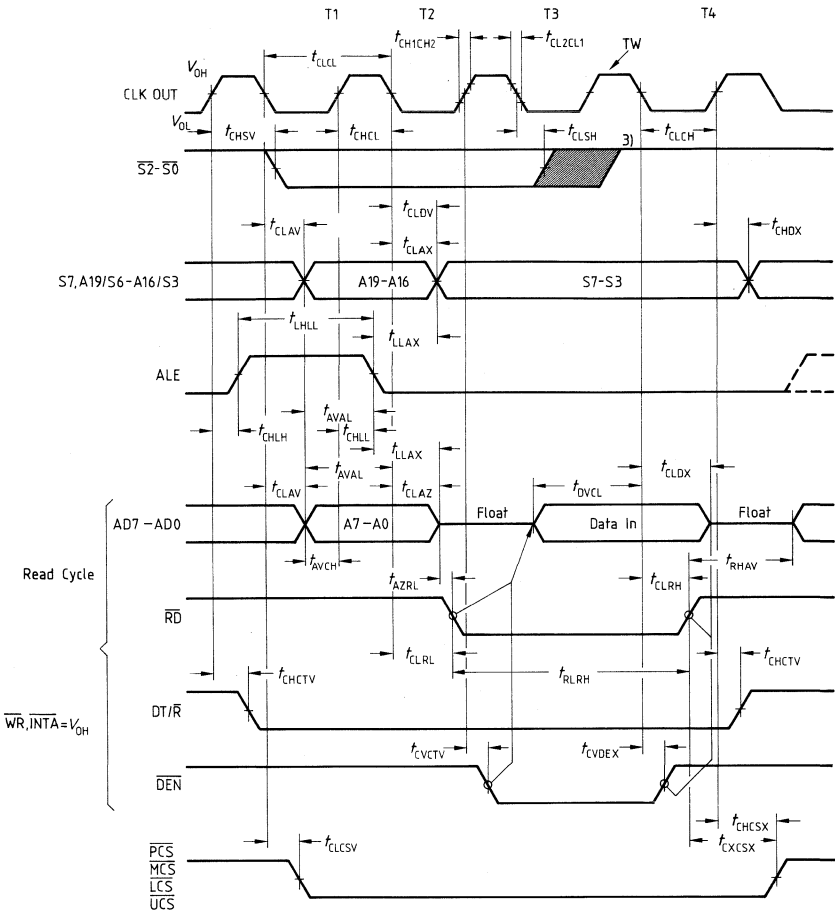 T1 T2 T3 T4
tCH1CH2 tCL2CL1 TW
tCLCL
VOH
CLK OUT
VOL
tCHSV tCHCL tCLSH 3) tCLCH
S2-S0
tCLDV
tCLAV tCLAX tCHDX
S7,A19/S6-A16/S3 A19-A16 S7-S3
tLHLL
tLLAX
ALE
tAVAL
tCHLH tCHLL
tLLAX
tAVAL tCLDX
tCLAV tCLAZ tDVCL
AD7-AD0 A7-A0 Float Data In Float
tAVCH tRHAV
Read Cycle tAZRL tCLRH
RD
tCLRL
tCHCTV tRLRH tCHCTV
WR,INTA=VOH DT/R
tCVCTV tCVDEX
DEN
tCHCSX
tCLCSV tCXCSX
PCS
MCS
LCS
UCS